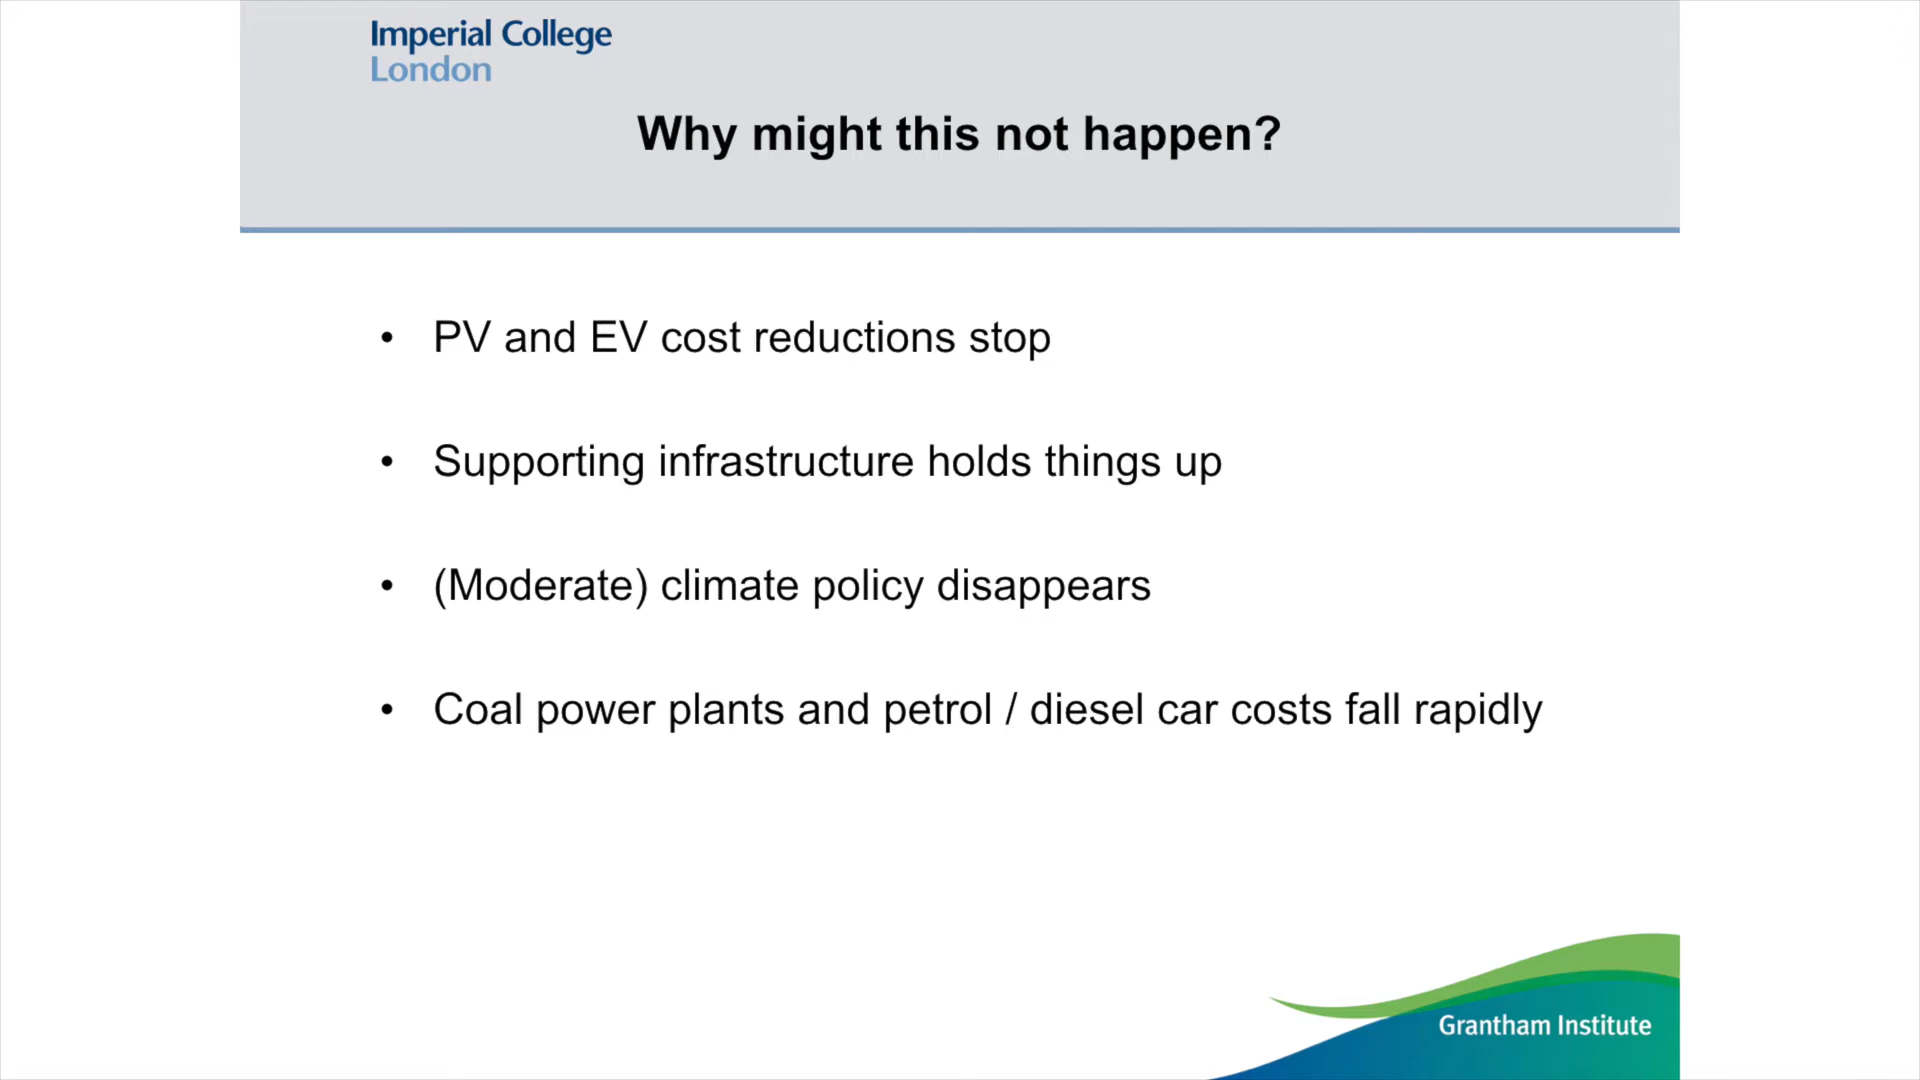 Imperial College
London
Why might this not happen?
• PV and EV cost reductions stop
• Supporting infrastructure holds things up
• (Moderate) climate policy disappears
• Coal power plants and petrol / diesel car costs fall rapidly
Grantham Institute